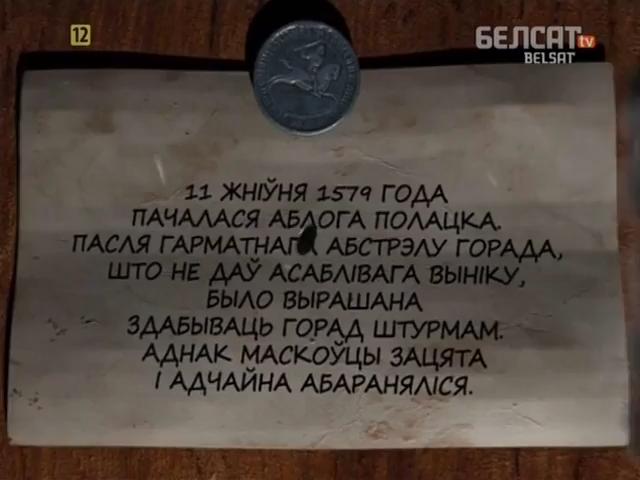 12
БЕЛСАТ tv
BELSAT
11 ЖНІЎНЯ 1579 ГОДА
ПАЧАЛАСЯ АБЛОГА ПОЛАЦКА.
ПАСЛЯ ГАРМАТНАГА АБСТРЭЛУ ГОРАДА,
ШТО НЕ ДАЎ АСАБЛІВАГА ВЫНІКУ,
БЫЛО ВЫРАШАНА
ЗДАБЫВАЦЬ ГОРАД ШТУРМАМ.
АДНАК МАСКОЎЦЫ ЗАЦЯТА
І АДЧАЙНА АБАРАНЯЛІСЯ.